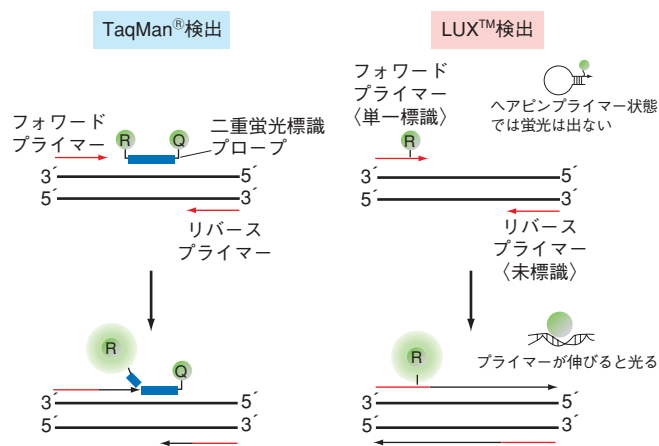 TaqMan®検出
フォワード
プライマー
R
Q
二重蛍光標識
プローブ
3´
5´
5´
3´
リバース
プライマー
R
Q
3´
5´
5´
3´
LUX™検出
フォワード
プライマー
〈単一標識〉
R
ヘアピンプライマー状態
では蛍光は出ない
3´
5´
5´
3´
リバース
プライマー
〈未標識〉
プライマーが伸びると光る
R
3´
5´
5´
3´